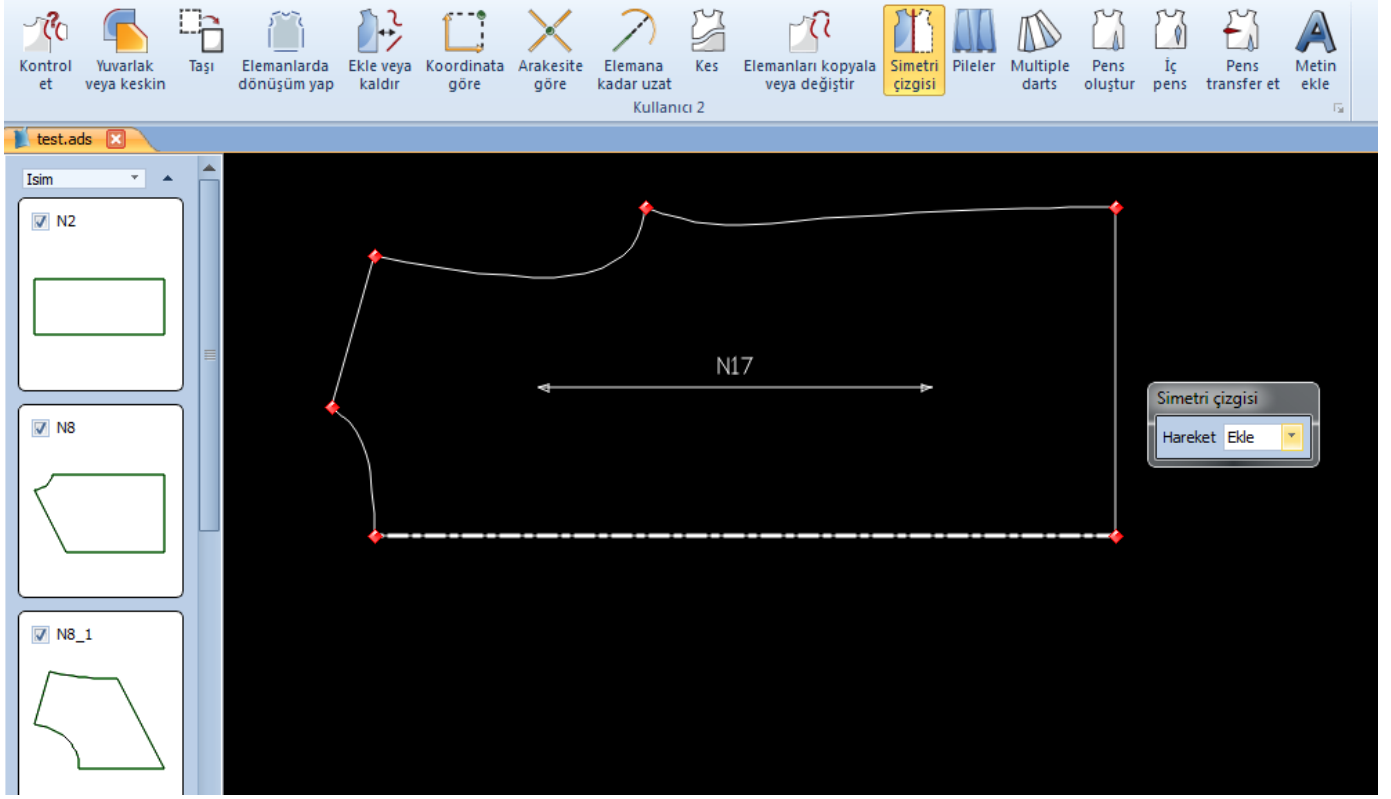 Kontrol et
Yuvarlak veya keskin
Taşı
Elemanlarda dönüşüm yap
Ekle veya kaldır
Koordinata göre
Arakesite göre
Elemana kadar uzat
Kes
Elemanları kopyala veya değiştir
Simetri çizgisi
Pileler
Multiple darts
Pens oluştur
İç pens
Pens transfer et
Metin ekle
Kullanıcı 2
test.ads
Isim
N2
N8
N8_1
N17
Simetri çizgisi
Hareket Ekle